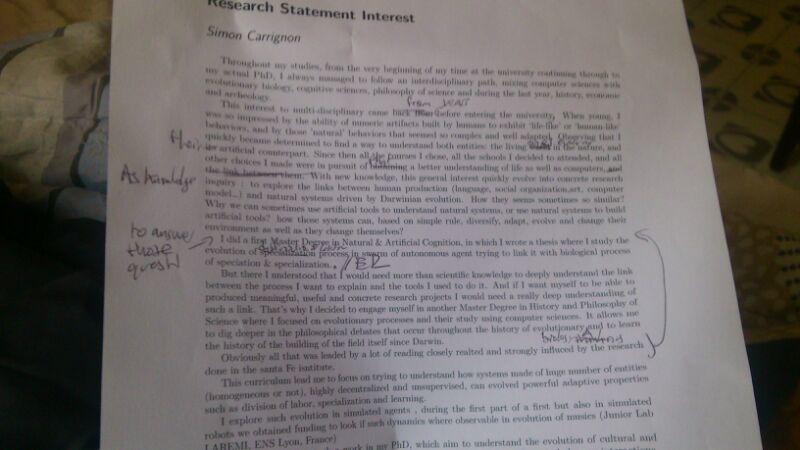 Research Statement Interest
Simon Carrignon
Throughout my studies, from the very beginning of my time at the university continuing through to
my actual PhD, I always managed to follow an interdisciplinary path, mixing computer sciences with
evolutionary biology, cognitive sciences, philosophy of science and during the last year, history, economic
and archeology.
from
This interest to multi-disciplinary came back before entering the university, When young, I
was so impressed by the ability of numeric artifacts built by humans to exhibit 'life-like' or 'human-like'
behaviors, and by those 'natural' behaviors that seemed so complex and well adapted. Observing that I
their
quickly became determined to find a way to understand both entities: the living in the nature, and
its artificial counterpart. Since then all the courses I chose, all the schools I decided to attended, and all
other choices I made were in pursuit of a better understanding of life as well as computers, and
the link between them. With new knowledge, this general interest quickly evolve into concrete research
As knowledge
inquiry : to explore the links between human production (language, social organization,art, computer
model...) and natural systems driven by Darwinian evolution. How they seems sometimes so similar?
Why we can sometimes use artificial tools to understand natural systems, or use natural systems to build
artificial tools? how those systems can, based on simple rule, diversify, adapt, evolve and change their
environment as well as they change themselves?
to answer
those
quest
I did a first Master Degree in Natural & Artificial Cognition, in which I wrote a thesis where I study the
evolution of specialization process in swarm of autonomous agent trying to link it with biological process
of speciation & specialization.
But there I understood that I would need more than scientific knowledge to deeply understand the link
between the process I want to explain and the tools I used to do it. And if I want myself to be able to
produced meaningful, useful and concrete research projects I would need a really deep understanding of
such a link. That's why I decided to engage myself in another Master Degree in History and Philosophy of
Science where I focused on evolutionary processes and their study using computer sciences. It allows me
to dig deeper in the philosophical debates that occur throughout the history of evolutionary and to learn
the history of the building of the field itself since Darwin.
Obviously all that was leaded by a lot of reading closely realted and strongly influced by the research
done in the santa Fe isntitute.
This curriculum lead me to focus on trying to understand how systems made of huge number of entities
(homogeneous or not), highly decentralized and unsupervised, can evolved powerful adaptive properties
such as division of labor, specialization and learning.
I explore such evolution in simulated agents , during the first part of a first but also in simulated
robots we obtained funding to look if such dynamics where observable in evolution of massics (Junior Lab
LAREMI, ENS Lyon, France)
work in my PhD, which aim to understand the evolution of cultural and